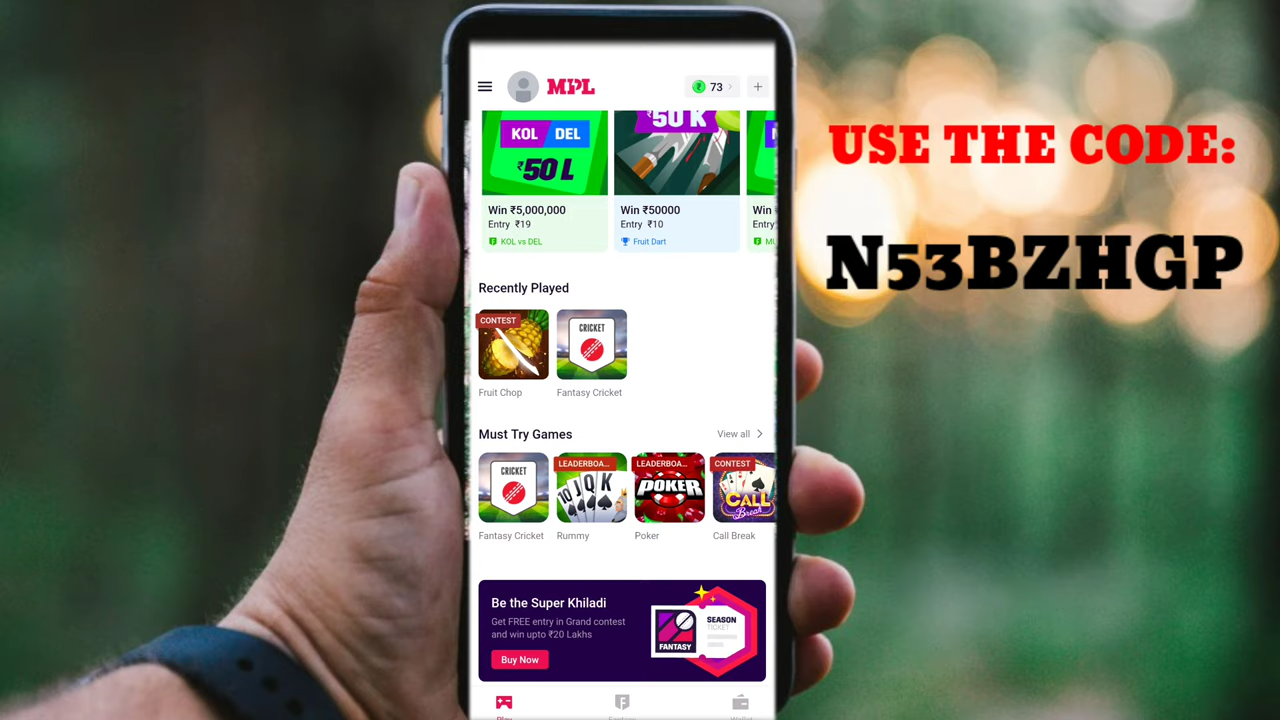 MPL
₹ 73
KOL DEL
₹50 L
50 K
Win ₹5,000,000
Entry ₹19
KOL vs DEL
Win ₹50000
Entry ₹10
Fruit Dart
Win
Entry
Recently Played
CONTEST
CRICKET
Fruit Chop
Fantasy Cricket
Must Try Games
View all
CRICKET
LEADERBOA...
10 J Q K
LEADERBOA...
POKER
CONTEST
CALL
Break
Fantasy Cricket
Rummy
Poker
Call Break
Be the Super Khiladi
Get FREE entry in Grand contest
and win upto ₹20 Lakhs
Buy Now
FANTASY
SEASON
TICKET
USE THE CODE:
N53BZHGP